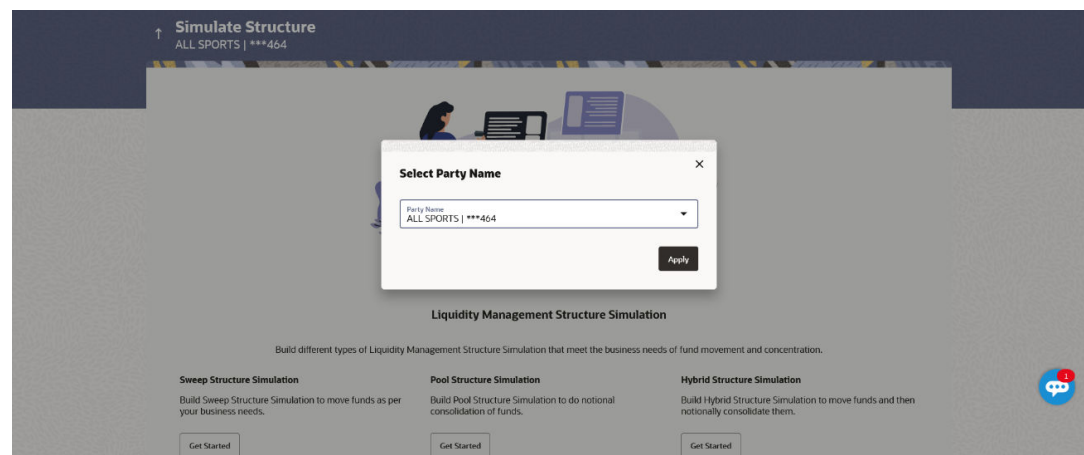 Simulate Structure
ALL SPORTS | ***464
Select Party Name
Party Name
ALL SPORTS | ***464
Apply
Liquidity Management Structure Simulation
Build different types of Liquidity Management Structure Simulation that meet the business needs of fund movement and concentration.
Sweep Structure Simulation
Build Sweep Structure Simulation to move funds as per
your business needs.
Get Started
Pool Structure Simulation
Build Pool Structure Simulation to do notional
consolidation of funds.
Get Started
Hybrid Structure Simulation
Build Hybrid Structure Simulation to move funds and then
notionally consolidate them.
Get Started
1